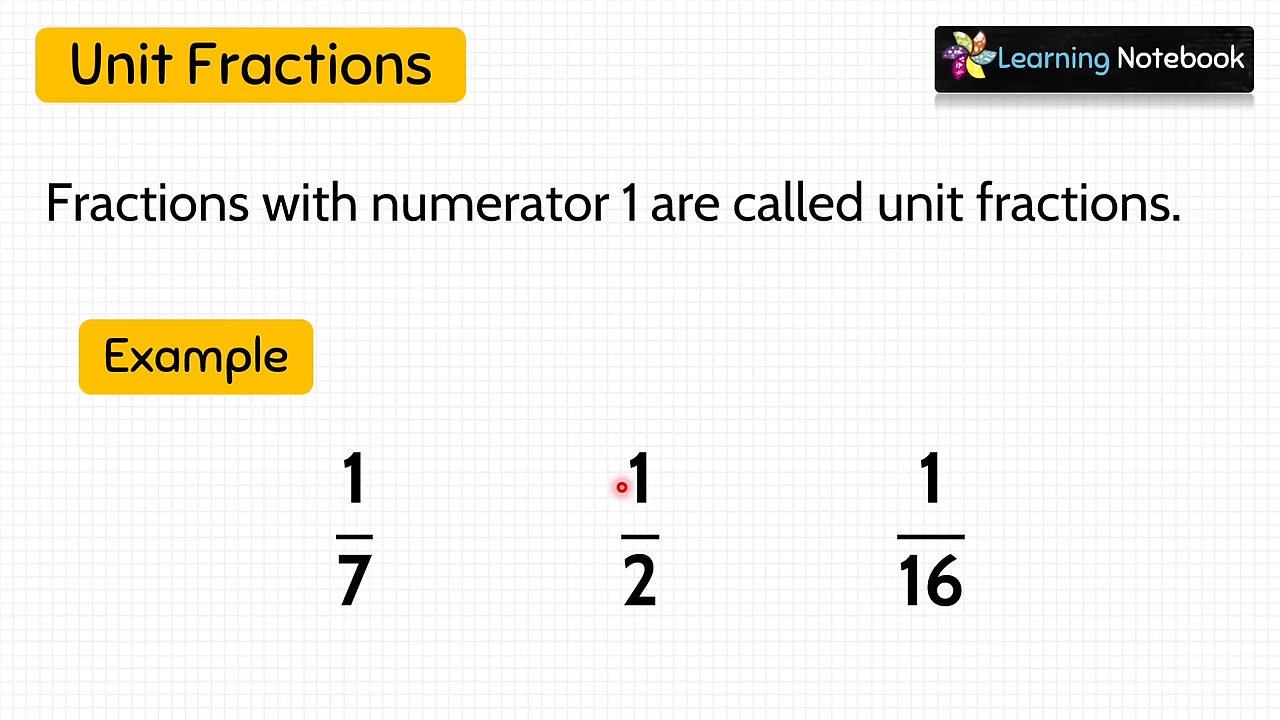 Unit Fractions
Learning Notebook
Fractions with numerator 1 are called unit fractions.
Example
1 1 1
7 2 16